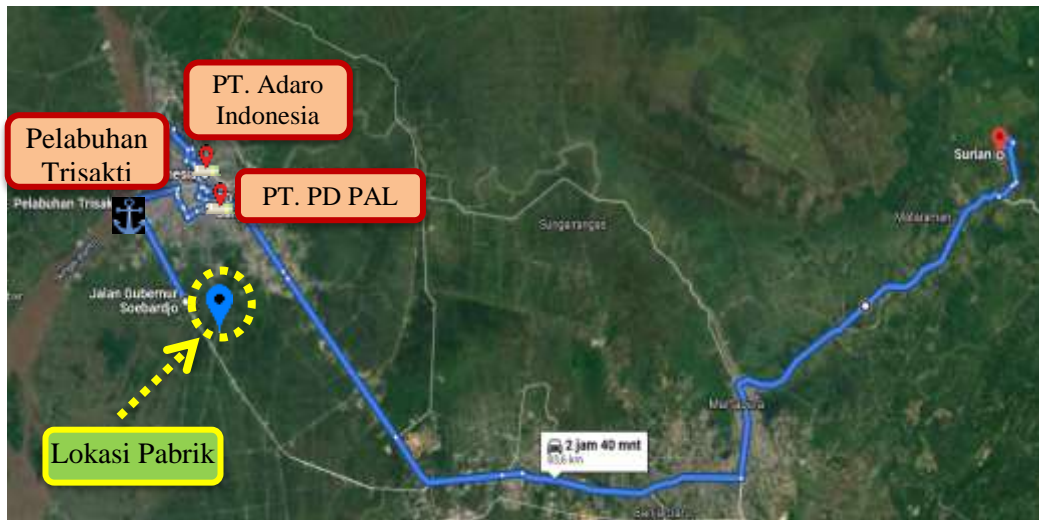 PT. Adaro
Indonesia
Pelabuhan
Trisakti
PT. PD PAL
Surian
Pelabuhan
Sungairangas
Mataraman
Jalan Gubernur
Soebardjo
Lokasi Pabrik
2 jam 40 mnt